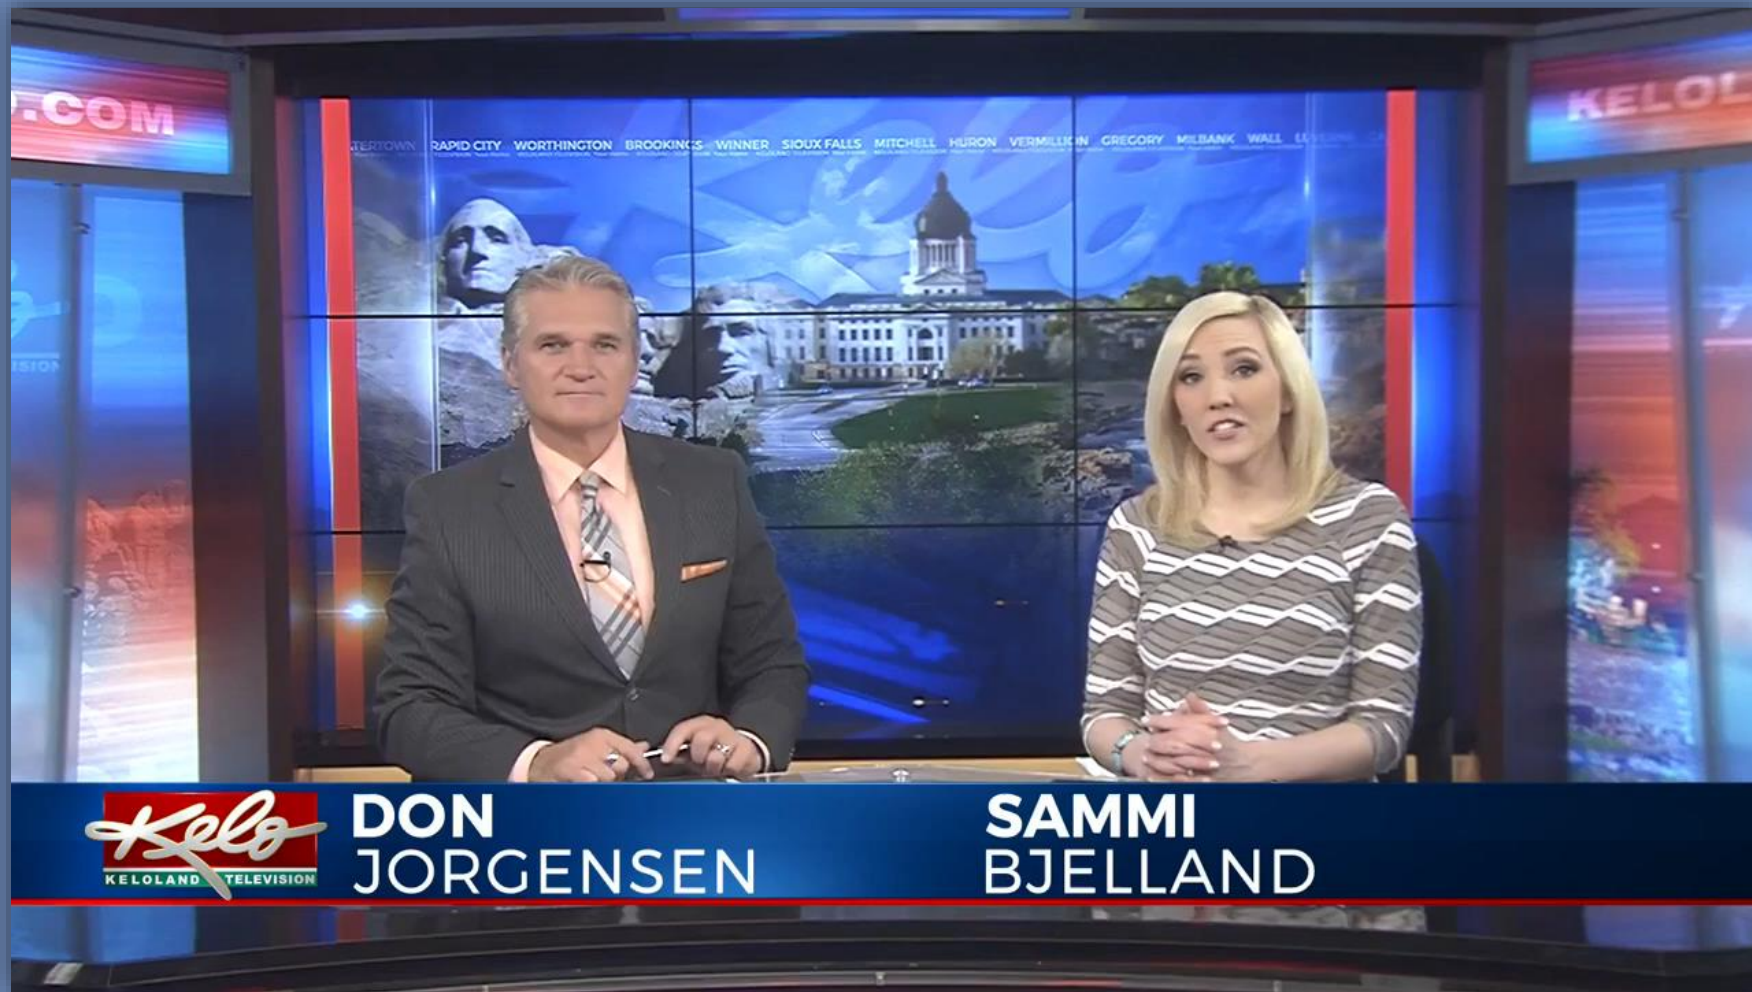 .COM
KELOL
TERTOWN RAPID CITY WORTHINGTON BROOKINGS WINNER SIOUX FALLS MITCHELL HURON VERMILLION GREGORY MILBANK WALL
Kelo
KELOLAND TELEVISION
DON
JORGENSEN
SAMMI
BJELLAND